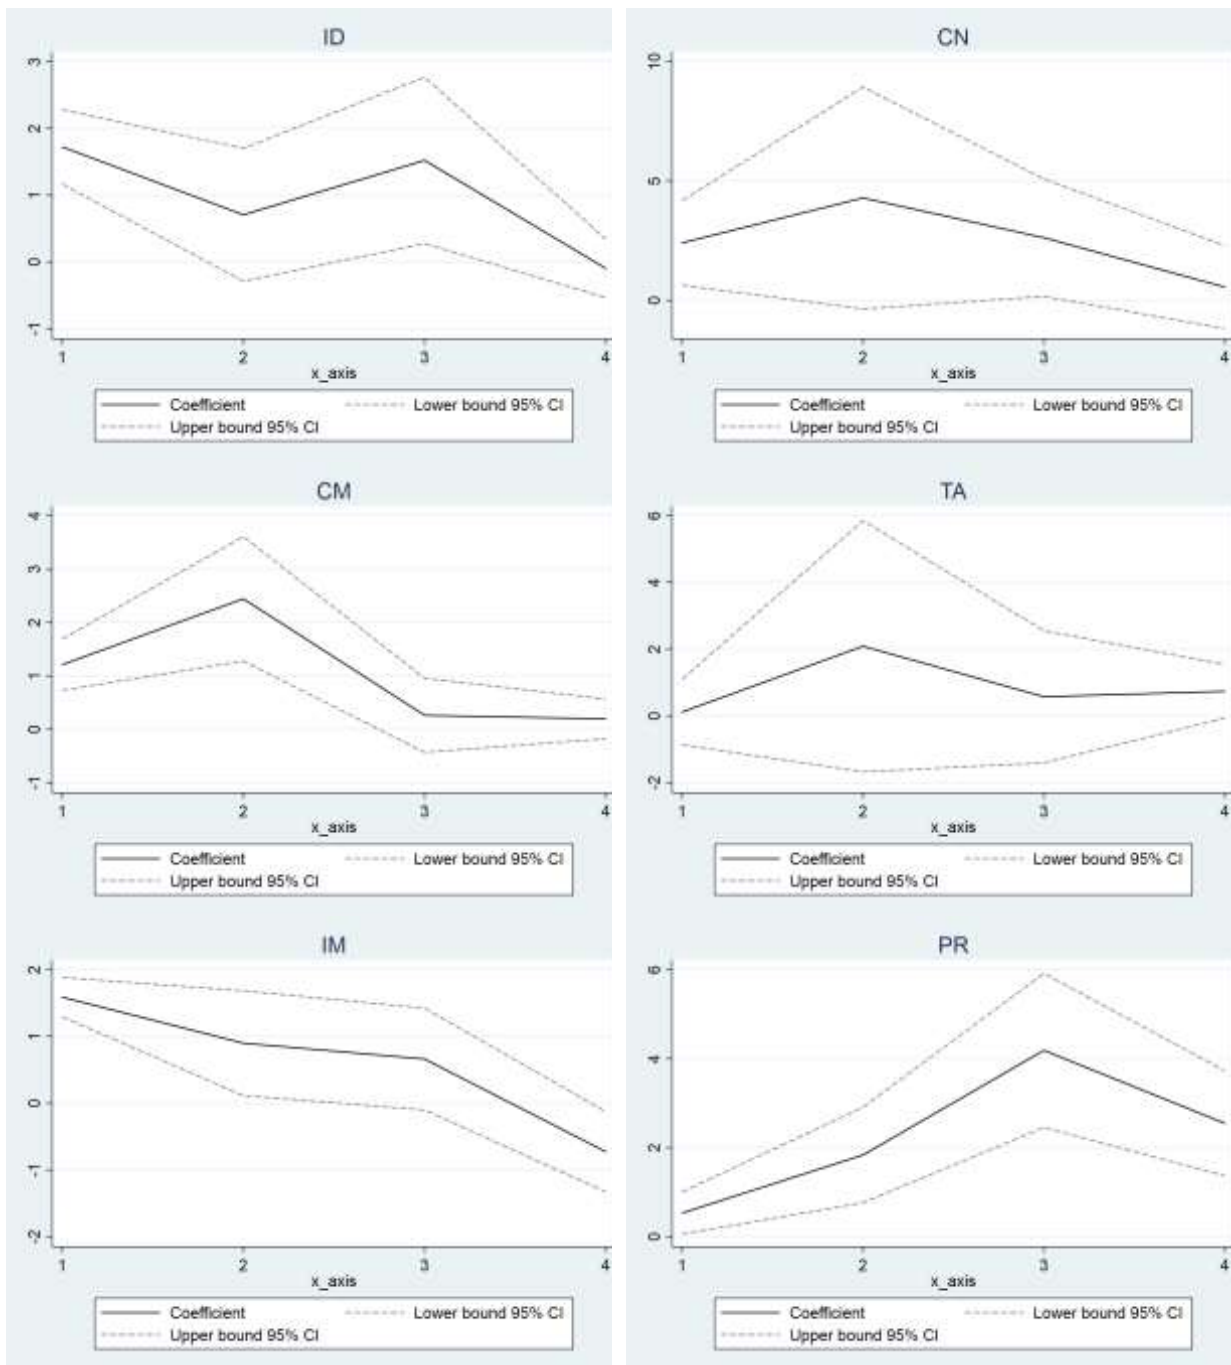 ID
3
2
1
0
-1
1 2 3 4
x_axis
Coefficient Lower bound 95% CI
Upper bound 95% CI
CN
10
5
0
1 2 3 4
x_axis
Coefficient Lower bound 95% CI
Upper bound 95% CI
CM
4
3
2
1
0
-1
1 2 3 4
x_axis
Coefficient Lower bound 95% CI
Upper bound 95% CI
TA
6
4
2
0
-2
1 2 3 4
x_axis
Coefficient Lower bound 95% CI
Upper bound 95% CI
IM
2
1
0
-1
-2
1 2 3 4
x_axis
Coefficient Lower bound 95% CI
Upper bound 95% CI
PR
6
4
2
0
1 2 3 4
x_axis
Coefficient Lower bound 95% CI
Upper bound 95% CI